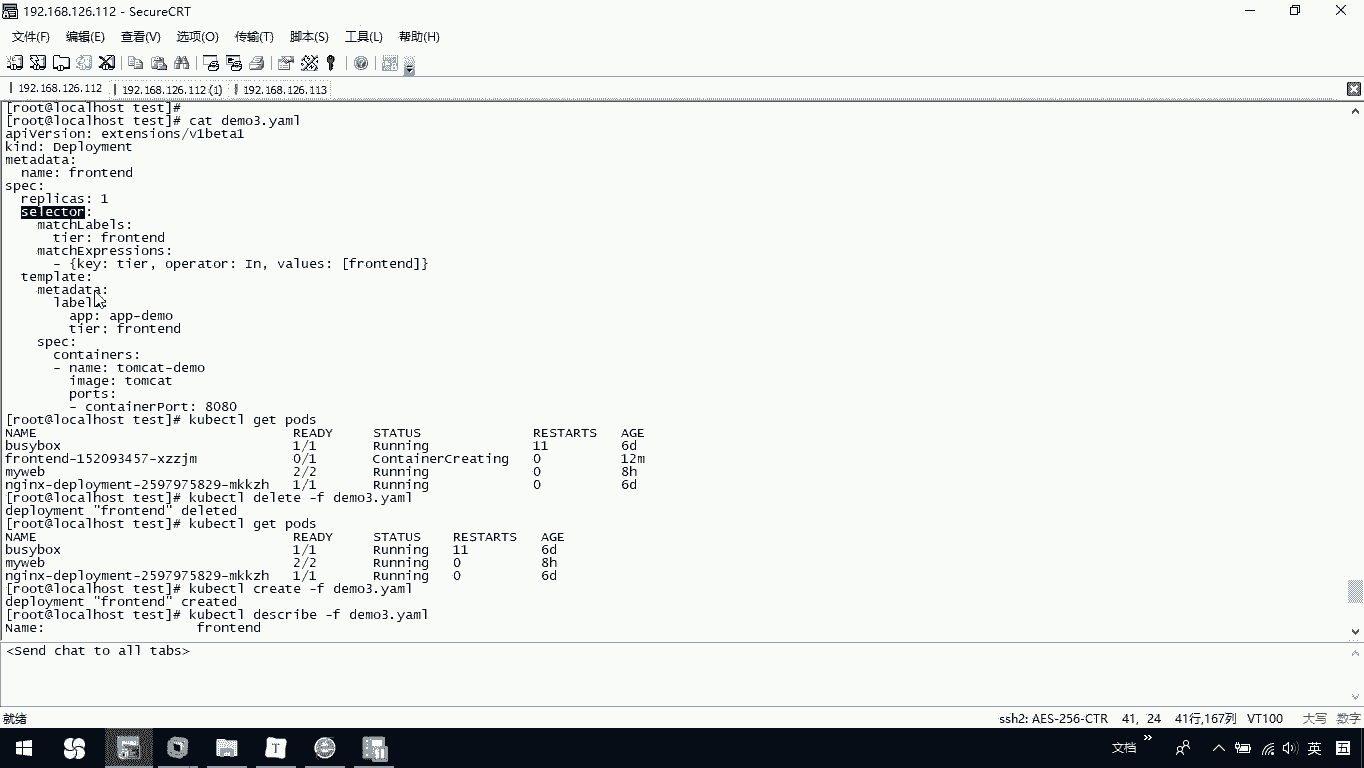 192.168.126.112 - SecureCRT
文件(F) 编辑(E) 查看(V) 选项(O) 传输(T) 脚本(S) 工具(L) 帮助(H)
192.168.126.112 192.168.126.112 (1) 192.168.126.113
[root@localhost test]#
[root@localhost test]# cat demo3.yaml
apiVersion: extensions/v1beta1
kind: Deployment
metadata:
  name: frontend
spec:
  replicas: 1
  selector:
    matchLabels:
      tier: frontend
    matchExpressions:
      - {key: tier, operator: In, values: [frontend]}
  template:
    metadata:
      labels:
        app: app-demo
        tier: frontend
    spec:
      containers:
      - name: tomcat-demo
        image: tomcat
        ports:
        - containerPort: 8080
[root@localhost test]# kubectl get pods
NAME READY STATUS RESTARTS AGE
busybox 1/1 Running 11 6d
frontend-152093457-xzzjm 0/1 ContainerCreating 0 12m
myweb 2/2 Running 0 8h
nginx-deployment-2597975829-mkkzh 1/1 Running 0 6d
[root@localhost test]# kubectl delete -f demo3.yaml
deployment "frontend" deleted
[root@localhost test]# kubectl get pods
NAME READY STATUS RESTARTS AGE
busybox 1/1 Running 11 6d
myweb 2/2 Running 0 8h
nginx-deployment-2597975829-mkkzh 1/1 Running 0 6d
[root@localhost test]# kubectl create -f demo3.yaml
deployment "frontend" created
[root@localhost test]# kubectl describe -f demo3.yaml
Name: frontend
<Send chat to all tabs>
就绪 ssh2: AES-256-CTR 41, 24 41行,167列 VT100 大写 数字
文档 英 五